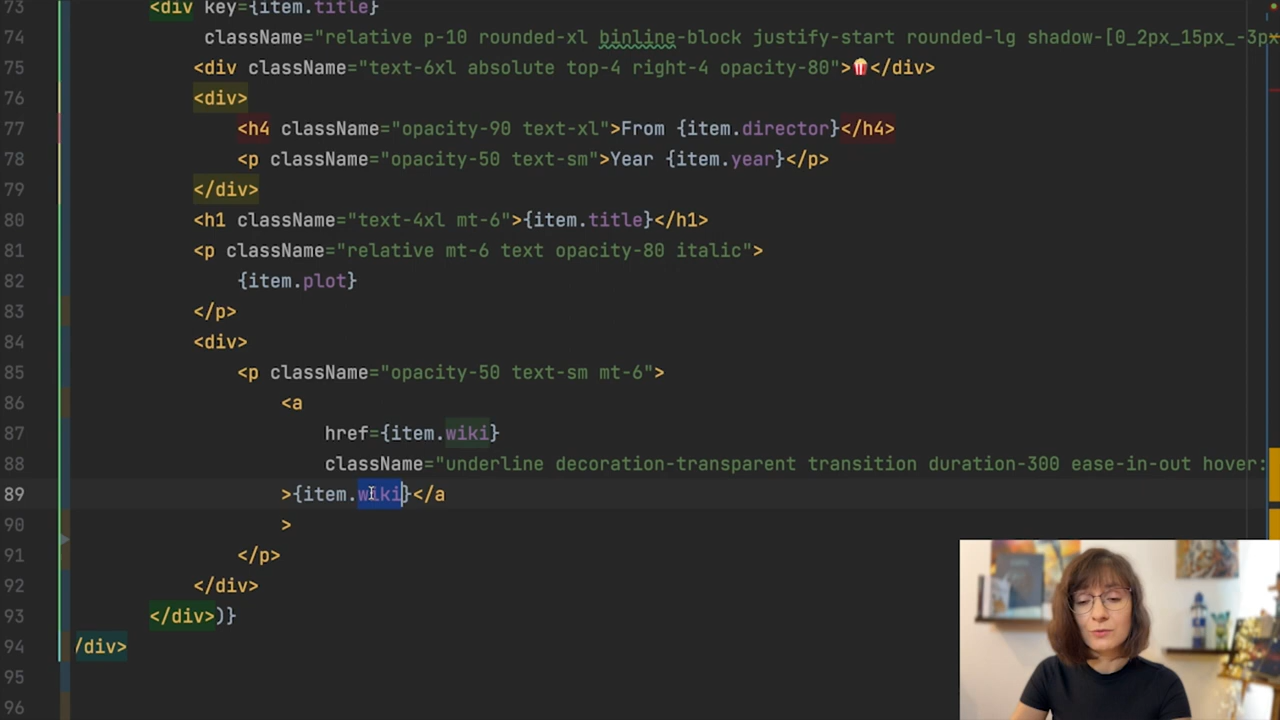 73 <div key={item.title}
74 className="relative p-10 rounded-xl binline-block justify-start rounded-lg shadow-[0_2px_15px_-3px
75 <div className="text-6xl absolute top-4 right-4 opacity-80">🍿</div>
76 <div>
77 <h4 className="opacity-90 text-xl">From {item.director}</h4>
78 <p className="opacity-50 text-sm">Year {item.year}</p>
79 </div>
80 <h1 className="text-4xl mt-6">{item.title}</h1>
81 <p className="relative mt-6 text opacity-80 italic">
82 {item.plot}
83 </p>
84 <div>
85 <p className="opacity-50 text-sm mt-6">
86 <a
87 href={item.wiki}
88 className="underline decoration-transparent transition duration-300 ease-in-out hover:
89 >{item.wiki}</a
90 >
91 </p>
92 </div>
93 </div>)}
94 /div>
95
96